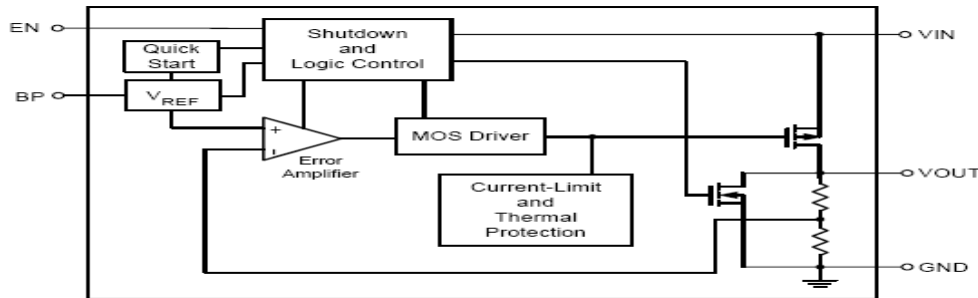 EN
Shutdown
and
Logic Control
VIN
Quick
Start
BP
VREF
+
-
MOS Driver
Error
Amplifier
VOUT
Current-Limit
and
Thermal
Protection
GND